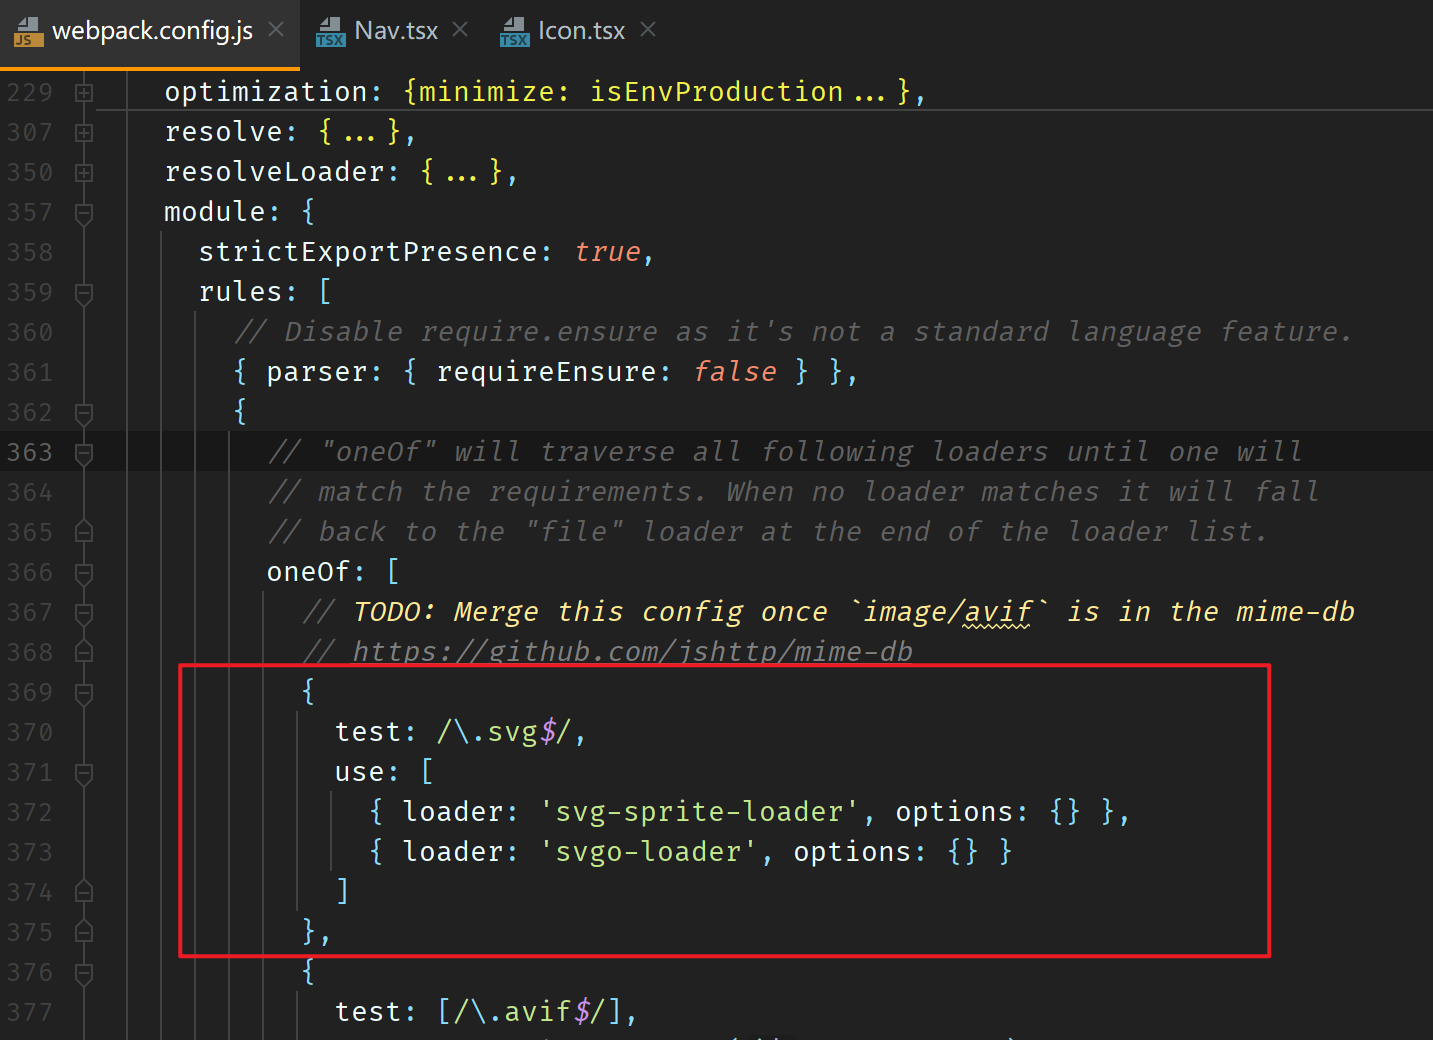 JS webpack.config.js TSX Nav.tsx TSX Icon.tsx
229 optimization: {minimize: isEnvProduction...},
307 resolve: {...},
350 resolveLoader: {...},
357 module: {
358 strictExportPresence: true,
359 rules: [
360 // Disable require.ensure as it's not a standard language feature.
361 { parser: { requireEnsure: false } },
362 {
363 // "oneOf" will traverse all following loaders until one will
364 // match the requirements. When no loader matches it will fall
365 // back to the "file" loader at the end of the loader list.
366 oneOf: [
367 // TODO: Merge this config once `image/avif` is in the mime-db
368 // https://github.com/jshttp/mime-db
369 {
370 test: /\.svg$/,
371 use: [
372 { loader: 'svg-sprite-loader', options: {} },
373 { loader: 'svgo-loader', options: {} }
374 ]
375 },
376 {
377 test: [/\.avif$/],